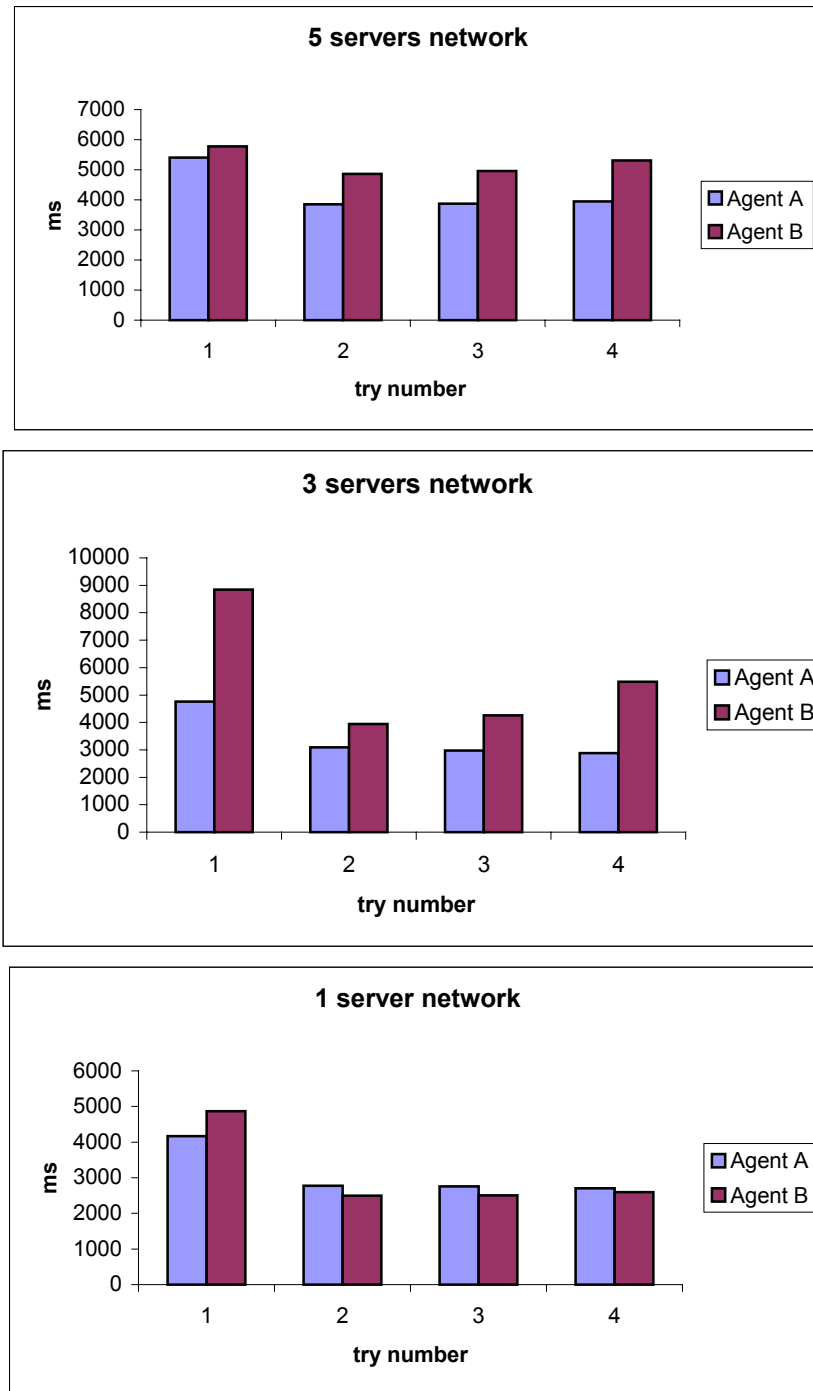 5 servers network
7000
6000
5000
4000
3000
2000
1000
0
ms
1 2 3 4
try number
Agent A
Agent B
3 servers network
10000
9000
8000
7000
6000
5000
4000
3000
2000
1000
0
ms
1 2 3 4
try number
Agent A
Agent B
1 server network
6000
5000
4000
3000
2000
1000
0
ms
1 2 3 4
try number
Agent A
Agent B